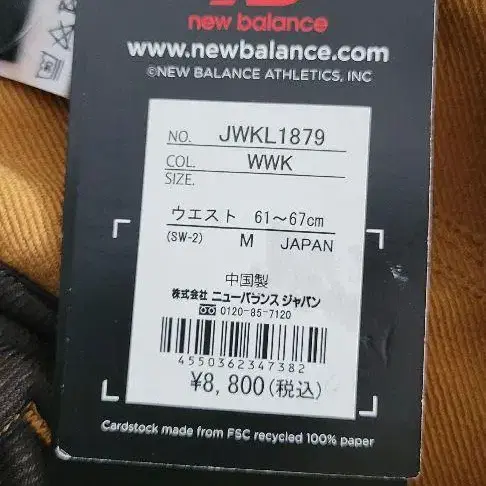 new balance
www.newbalance.com
©NEW BALANCE ATHLETICS, INC
NO. JWKL1879
COL. WWK
SIZE.
ウエスト 61～67cm
(SW-2) M JAPAN
中国製
株式会社 ニューバランス ジャパン
0120-85-7120
4550362347382
¥8,800(税込)
Cardstock made from FSC recycled 100% paper